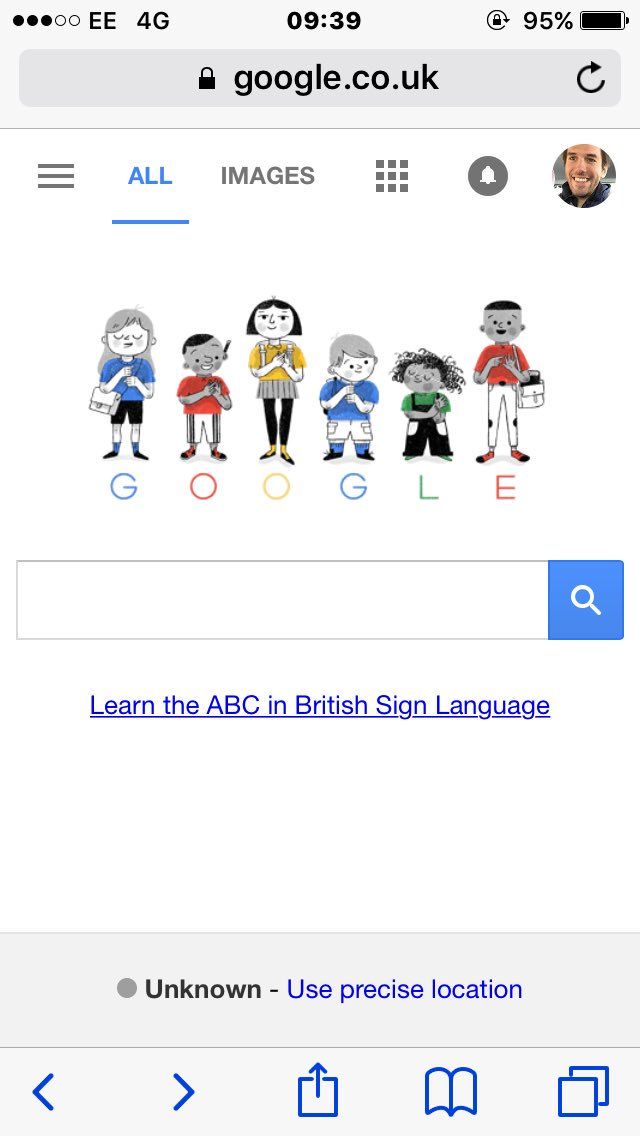 EE 4G 09:39 95%
google.co.uk
ALL IMAGES
G O O G L E
Learn the ABC in British Sign Language
Unknown - Use precise location